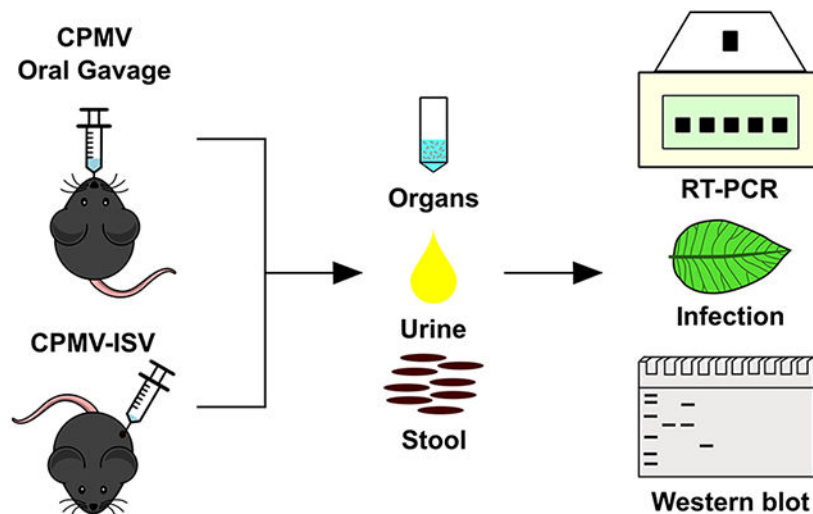 CPMV
Oral Gavage
CPMV-ISV
Organs
Urine
Stool
RT-PCR
Infection
Western blot